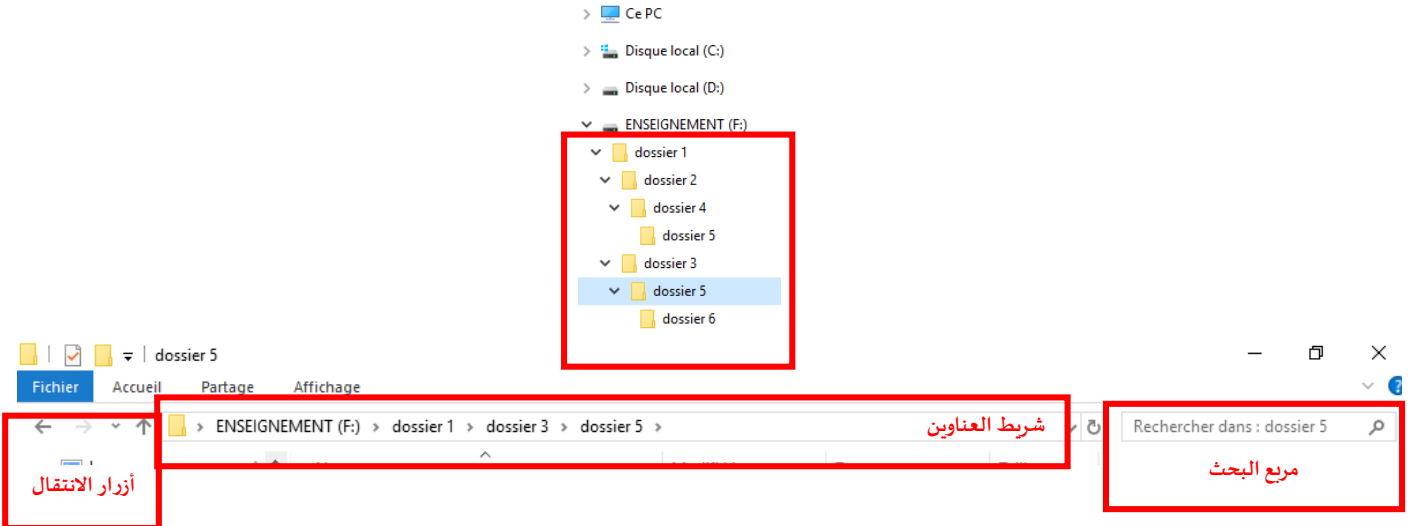 Ce PC
Disque local (C:)
Disque local (D:)
ENSEIGNEMENT (F:)
dossier 1
dossier 2
dossier 4
dossier 5
dossier 3
dossier 5
dossier 6
dossier 5
Fichier Accueil Partage Affichage
ENSEIGNEMENT (F:) > dossier 1 > dossier 3 > dossier 5 > شريط العناوين Rechercher dans : dossier 5
أزرار الانتقال
مربع البحث